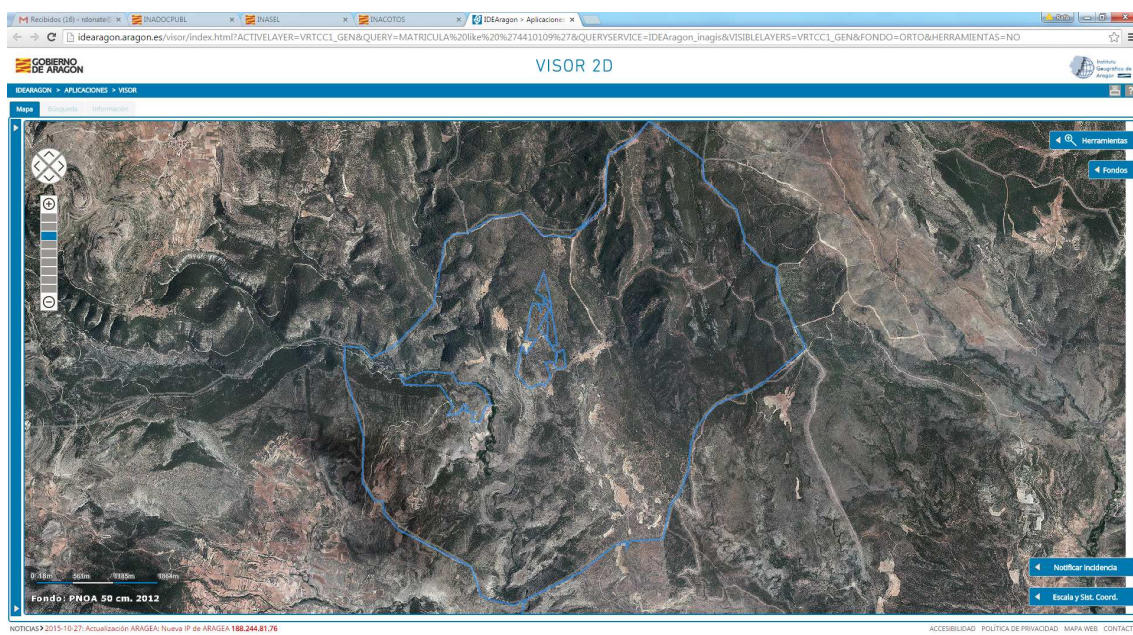 Recibidos (16) - rdonate@
INADOCPUBL
INASEL
INACOTOS
IDEAragon > Aplicaciones
idearagon.aragon.es/visor/index.html?ACTIVELAYER=VRTCC1_GEN&QUERY=MATRICULA%20like%20%274410109%27&QUERYSERVICE=IDEAragon_inagis&VISIBLELAYERS=VRTCC1_GEN&FONDO=ORTO&HERRAMIENTAS=NO
GOBIERNO
DE ARAGON
VISOR 2D
Instituto
Geográfico de
Aragón
IDEARAGON > APLICACIONES > VISOR
Mapa Búsqueda Información
N
Herramientas
Fondos
561m 1185m
Fondo: PNOA 50 cm. 2012
Notificar Incidencia
Escala y Sist. Coord.
NOTICIAS> 2015-10-27: Actualización ARAGEA: Nueva IP de ARAGEA 188.244.81.76
ACCESIBILIDAD POLÍTICA DE PRIVACIDAD MAPA WEB CONTACT